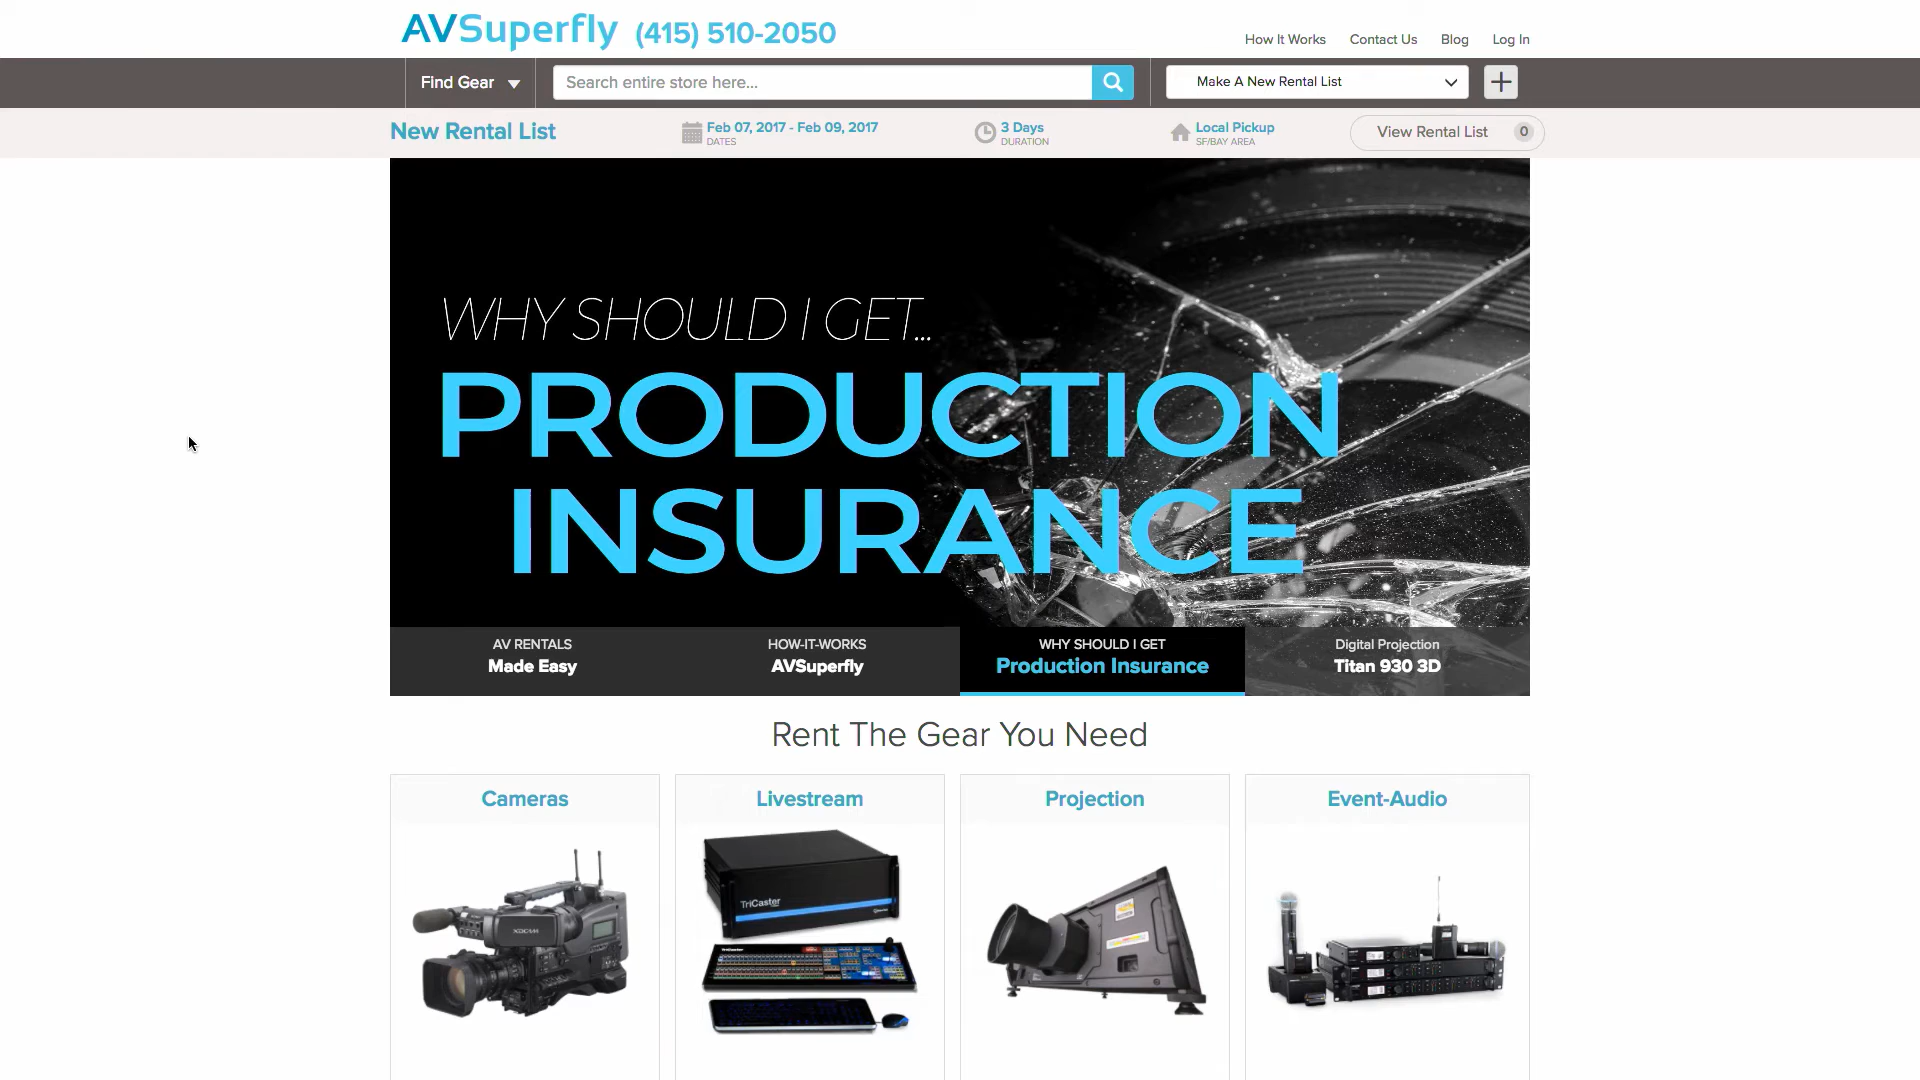 AVSuperfly (415) 510-2050
How It Works Contact Us Blog Log In
Find Gear Search entire store here... Make A New Rental List
New Rental List Feb 07, 2017 - Feb 09, 2017 3 Days Local Pickup View Rental List 0
DATES DURATION SF/BAY AREA
WHY SHOULD I GET...
PRODUCTION
INSURANCE
AV RENTALS HOW-IT-WORKS WHY SHOULD I GET Digital Projection
Made Easy AVSuperfly Production Insurance Titan 930 3D
Rent The Gear You Need
Cameras Livestream Projection Event-Audio
XDCAM
TriCaster